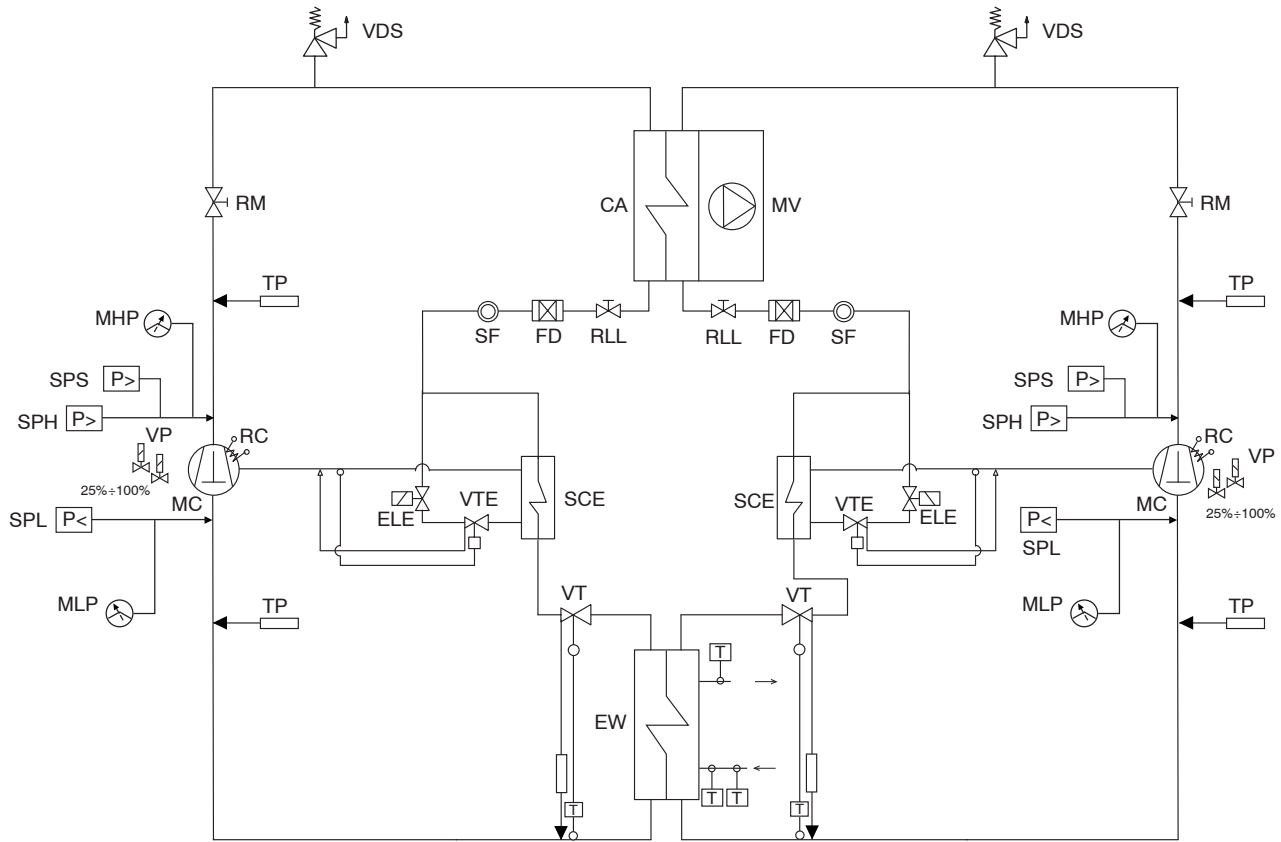 VDS
VDS
RM
CA
MV
RM
TP
TP
MHP
MHP
SF
FD
RLL
RLL
FD
SF
SPS
P>
SPS
P>
SPH
P>
SPH
P>
VP
RC
RC
VP
25%÷100%
MC
ELE
VTE
SCE
SCE
VTE
ELE
MC
25%÷100%
SPL
P<
P<
SPL
MLP
TP
VT
VT
MLP
TP
T
EW
T
T
T
T